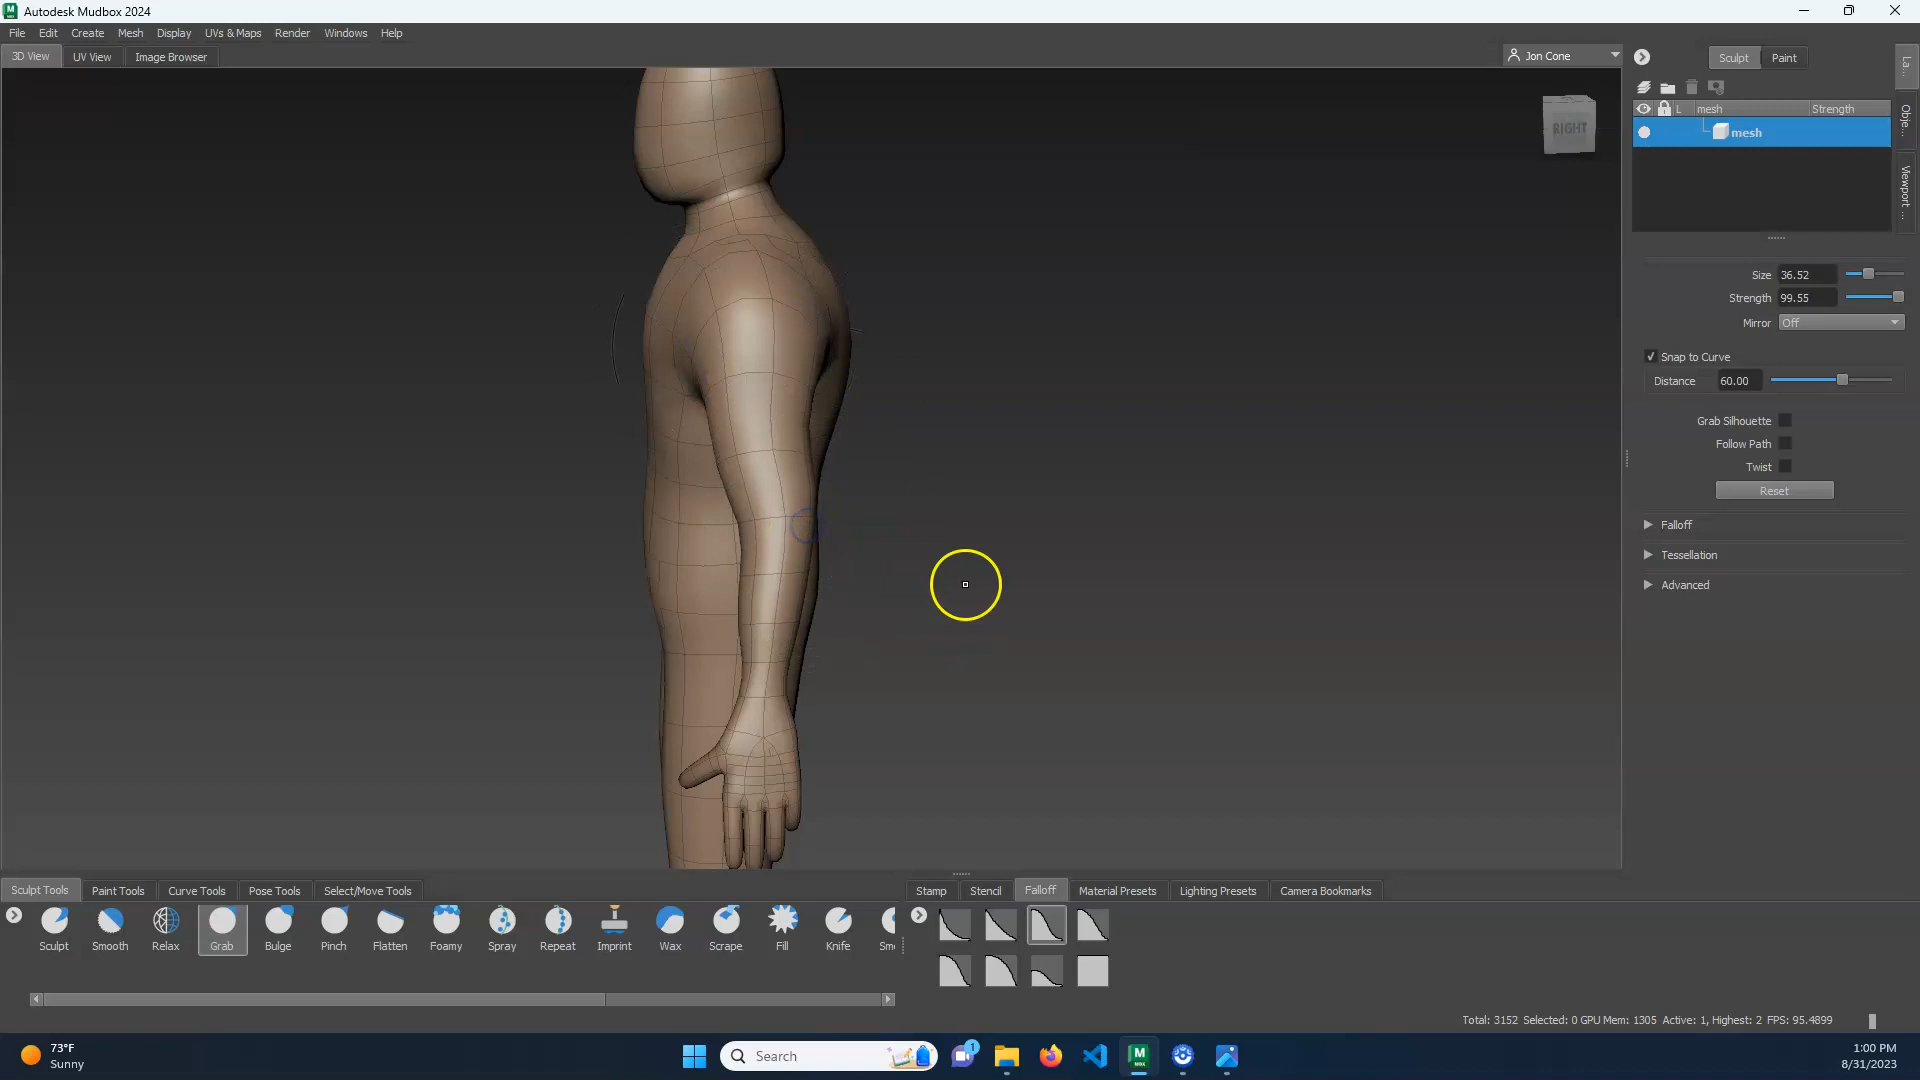 Autodesk Mudbox 2024
File Edit Create Mesh Display UVs & Maps Render Windows Help
3D View UV View Image Browser
Jon Cone
Sculpt Paint
La...
Obje...
Viewport ...
L mesh Strength
mesh
RIGHT
Size 36.52
Strength 99.55
Mirror Off
Snap to Curve
Distance 60.00
Grab Silhouette
Follow Path
Twist
Reset
Falloff
Tessellation
Advanced
Sculpt Tools Paint Tools Curve Tools Pose Tools Select/Move Tools
Sculpt Smooth Relax Grab Bulge Pinch Flatten Foamy Spray Repeat Imprint Wax Scrape Fill Knife Sme
Stamp Stencil Falloff Material Presets Lighting Presets Camera Bookmarks
Total: 3152 Selected: 0 GPU Mem: 1305 Active: 1, Highest: 2 FPS: 95.4899
73°F
Sunny
Search
1
M
1:00 PM
8/31/2023